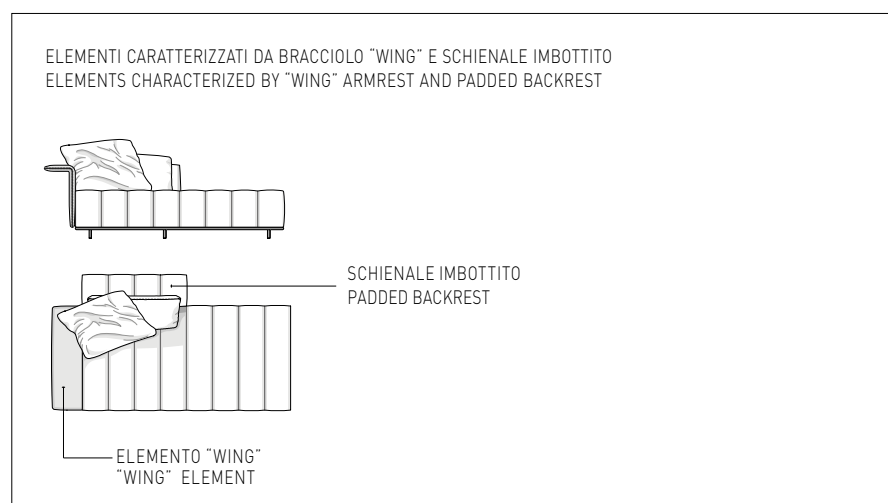 ELEMENTI CARATTERIZZATI DA BRACCIOLO “WING” E SCHIENALE IMBOTTITO
ELEMENTS CHARACTERIZED BY “WING” ARMREST AND PADDED BACKREST
SCHIENALE IMBOTTITO
PADDED BACKREST
ELEMENTO “WING”
“WING” ELEMENT